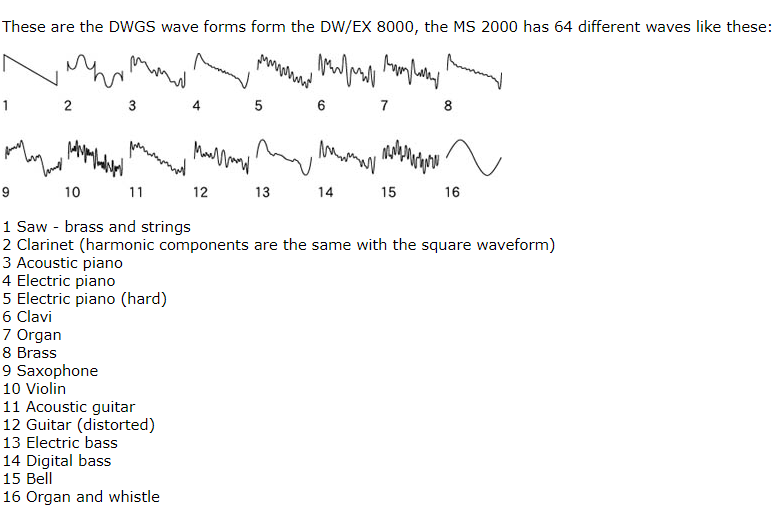 These are the DWGS wave forms form the DW/EX 8000, the MS 2000 has 64 different waves like these:
1 2 3 4 5 6 7 8
9 10 11 12 13 14 15 16
1 Saw - brass and strings
2 Clarinet (harmonic components are the same with the square waveform)
3 Acoustic piano
4 Electric piano
5 Electric piano (hard)
6 Clavi
7 Organ
8 Brass
9 Saxophone
10 Violin
11 Acoustic guitar
12 Guitar (distorted)
13 Electric bass
14 Digital bass
15 Bell
16 Organ and whistle